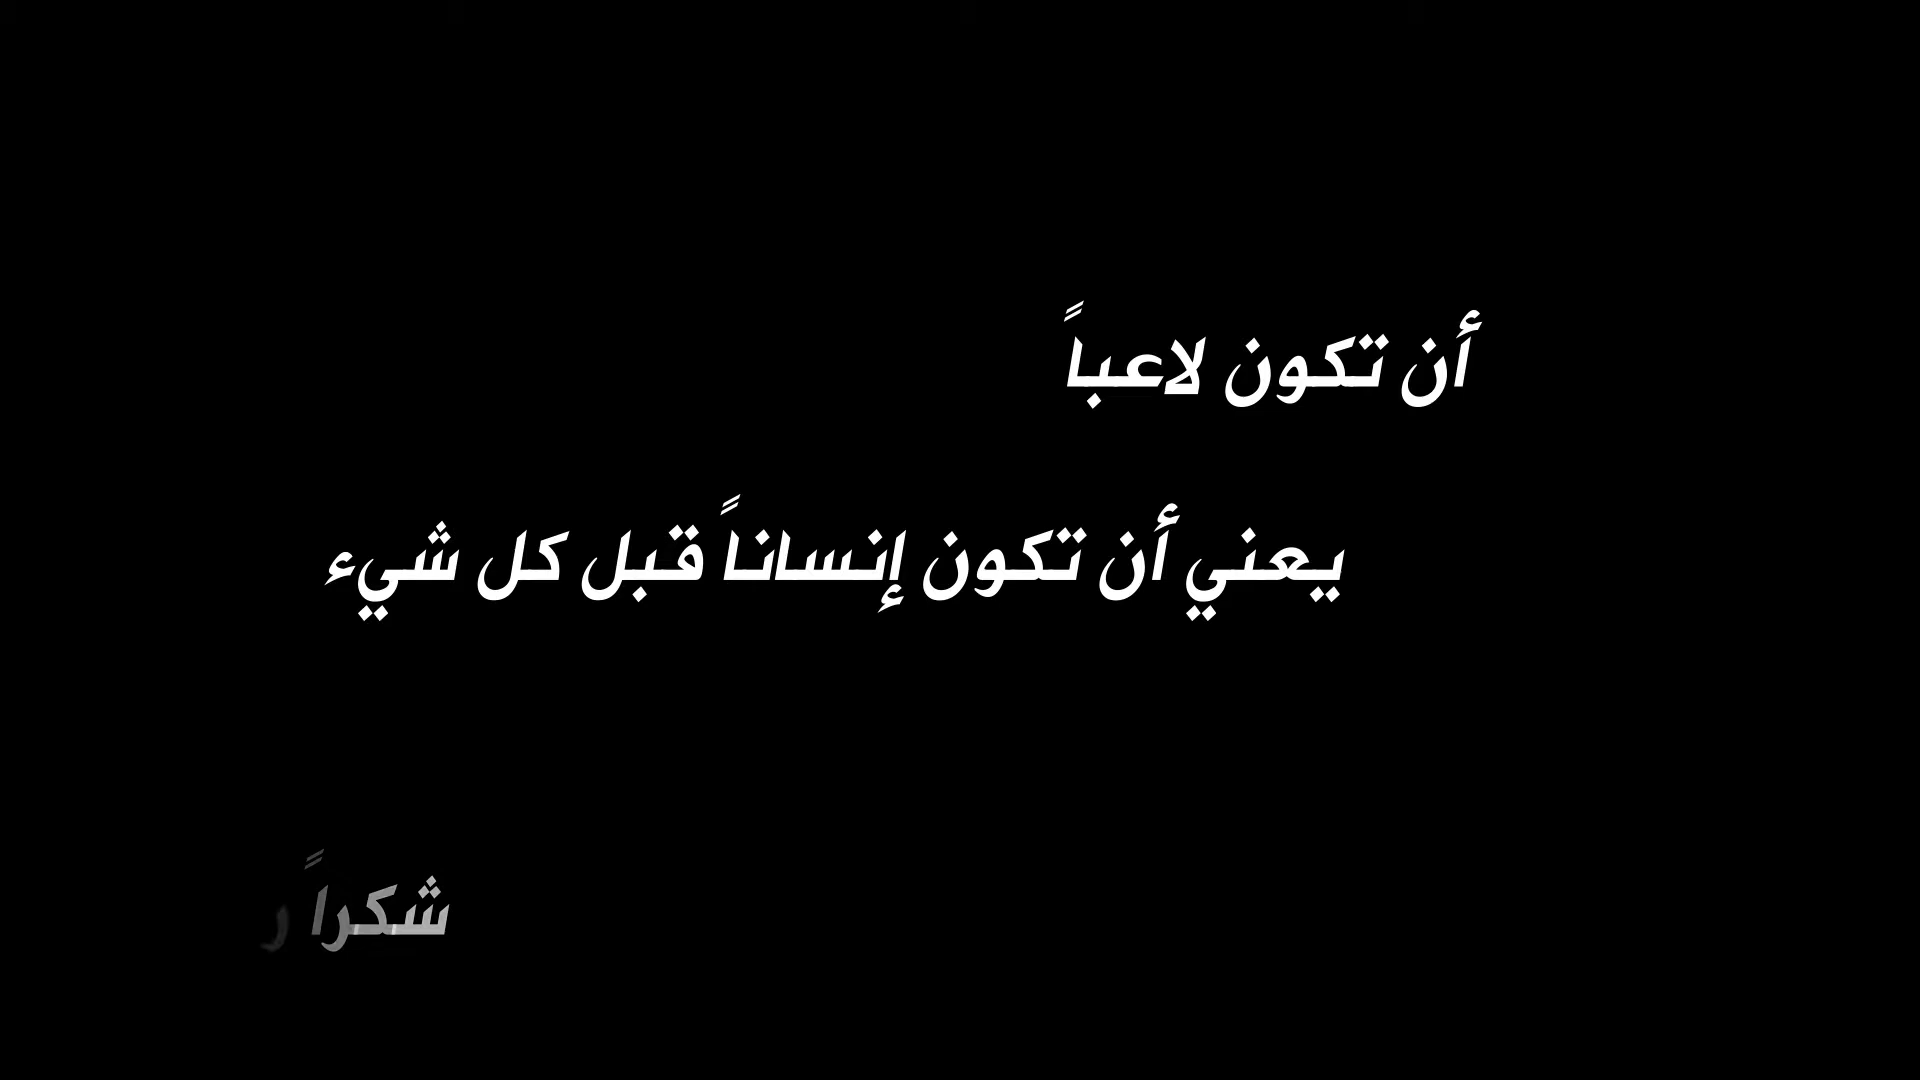 أن تكون لاعباً
يعني أن تكون إنساناً قبل كل شيء
شكراً